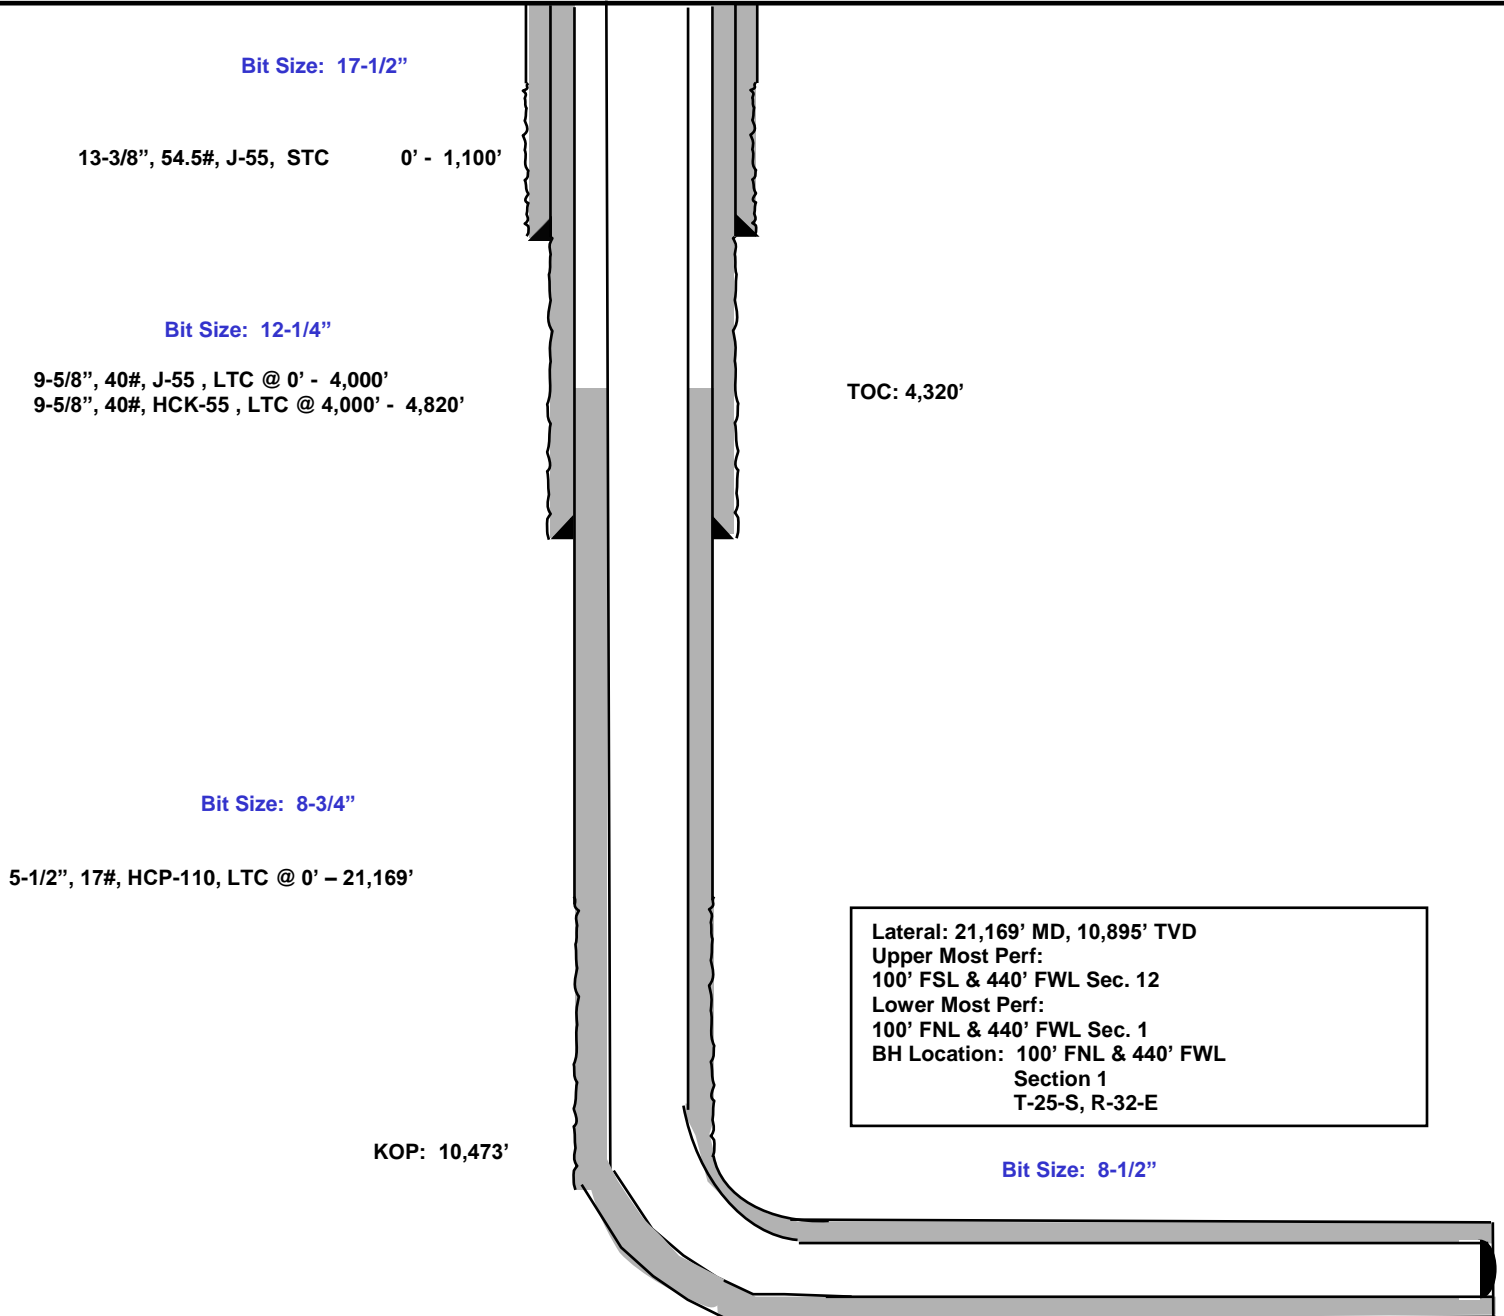 Bit Size: 17-1/2”
13-3/8”, 54.5#, J-55, STC 0’ - 1,100’
Bit Size: 12-1/4”
9-5/8”, 40#, J-55 , LTC @ 0’ - 4,000’
9-5/8”, 40#, HCK-55 , LTC @ 4,000’ - 4,820’
TOC: 4,320’
Bit Size: 8-3/4”
5-1/2”, 17#, HCP-110, LTC @ 0’ – 21,169’
Lateral: 21,169’ MD, 10,895’ TVD
Upper Most Perf:
100’ FSL & 440’ FWL Sec. 12
Lower Most Perf:
100’ FNL & 440’ FWL Sec. 1
BH Location: 100’ FNL & 440’ FWL
Section 1
T-25-S, R-32-E
KOP: 10,473’
Bit Size: 8-1/2”